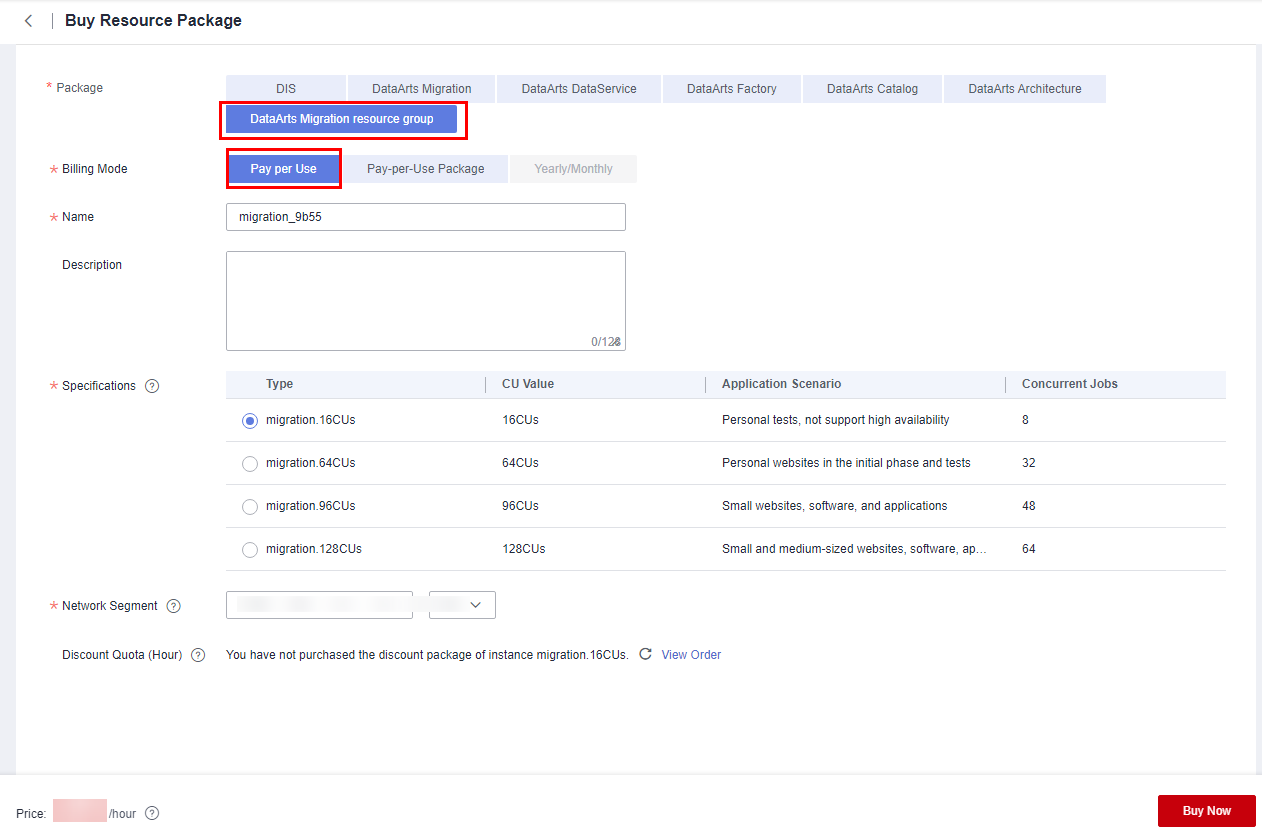 Buy Resource Package
* Package
DIS DataArts Migration DataArts DataService DataArts Factory DataArts Catalog DataArts Architecture
DataArts Migration resource group
* Billing Mode Pay per Use Pay-per-Use Package Yearly/Monthly
* Name migration_9b55
Description
0/128
* Specifications ?
Type CU Value Application Scenario Concurrent Jobs
migration.16CUs 16CUs Personal tests, not support high availability 8
migration.64CUs 64CUs Personal websites in the initial phase and tests 32
migration.96CUs 96CUs Small websites, software, and applications 48
migration.128CUs 128CUs Small and medium-sized websites, software, ap... 64
* Network Segment ?
Discount Quota (Hour) ? You have not purchased the discount package of instance migration.16CUs. View Order
Price: /hour ?
Buy Now